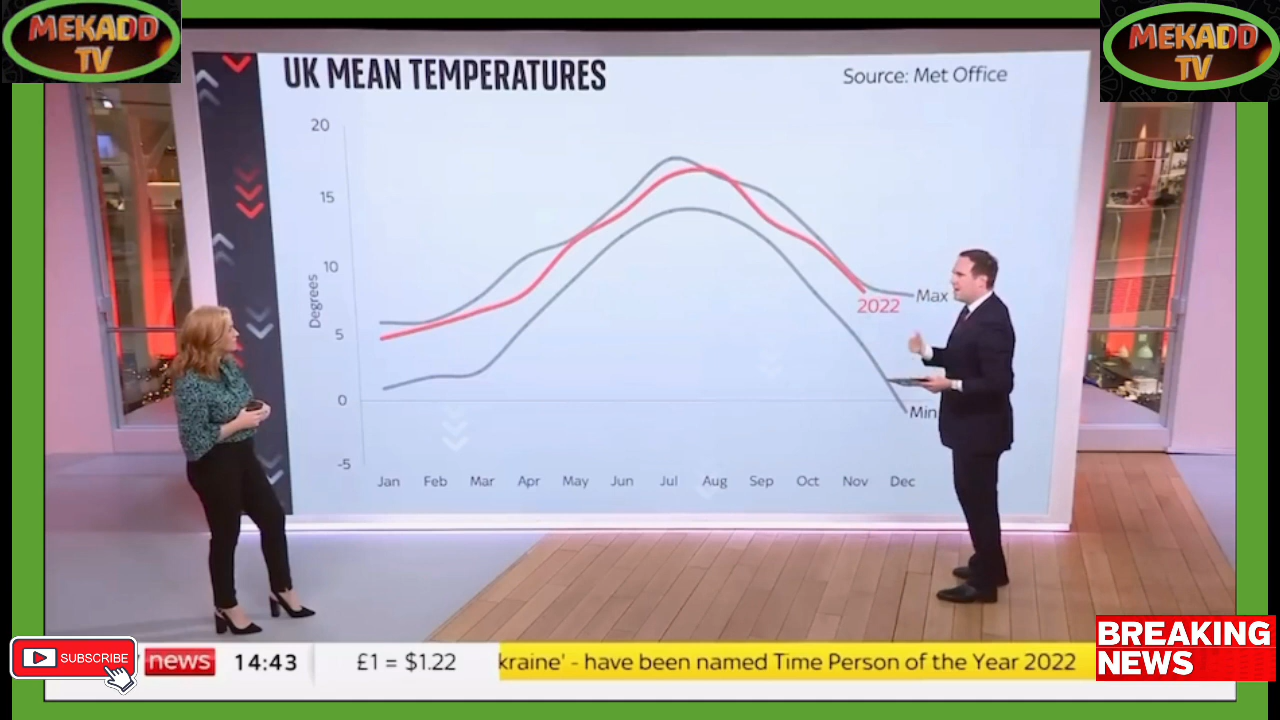 MEKADD
TV
MEKADD
TV
UK MEAN TEMPERATURES
Source: Met Office
20
15
10
5
0
-5
Degrees
Max
2022
Min
Jan Feb Mar Apr May Jun Jul Aug Sep Oct Nov Dec
SUBSCRIBE
news 14:43 £1 = $1.22 kraine' - have been named Time Person of the Year 2022
BREAKING
NEWS